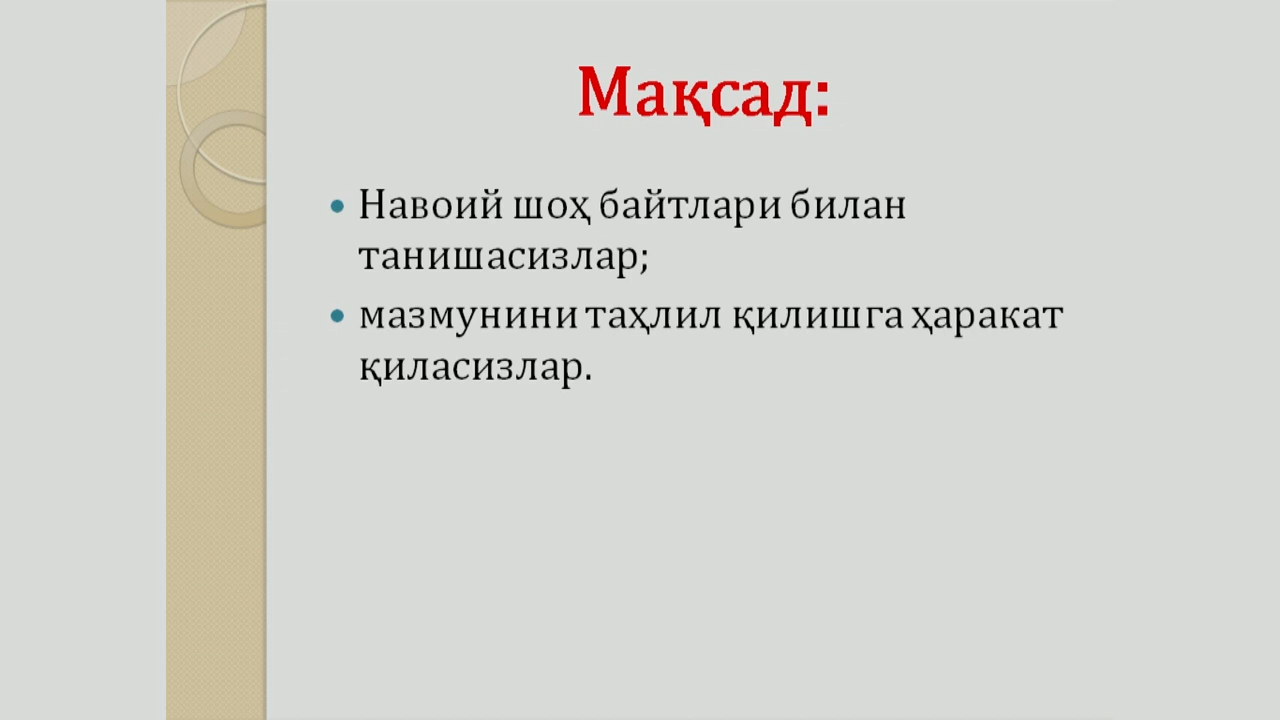 Мақсад:
Навоий шоҳ байтлари билан
танишасизлар;
мазмунини таҳлил қилишга ҳаракат
қиласизлар.